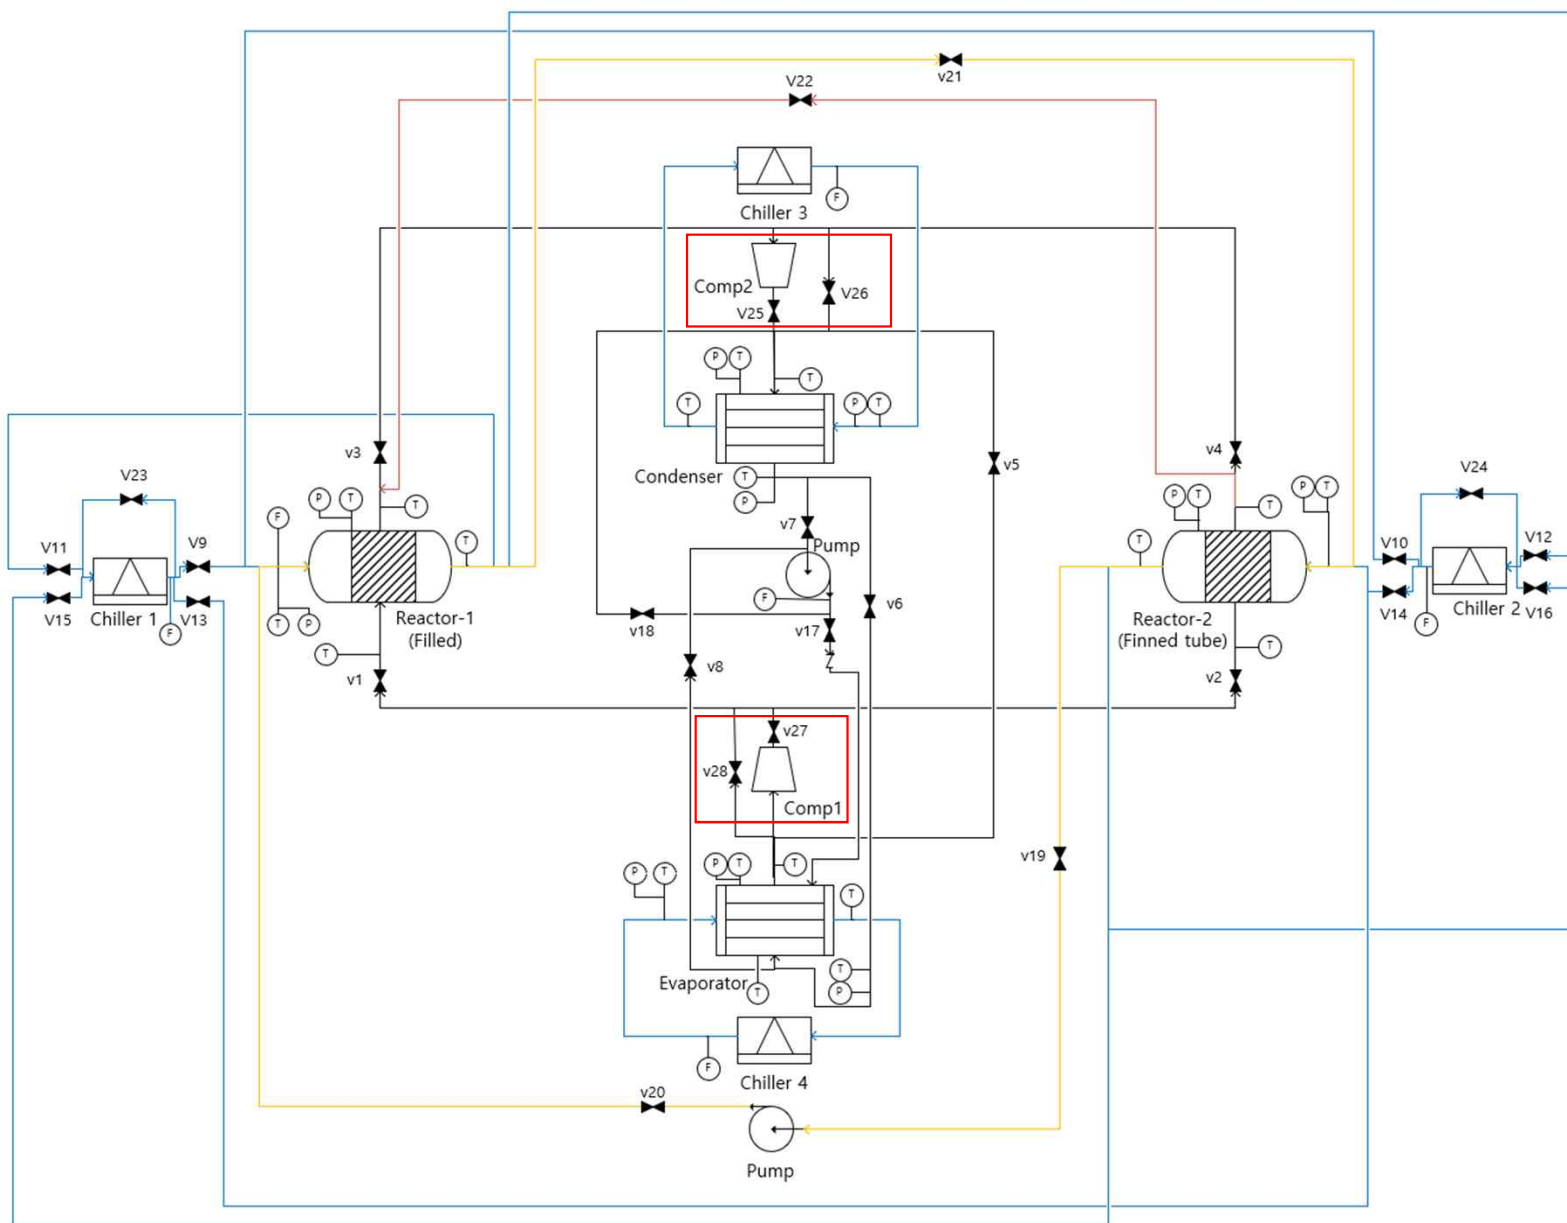 v21
V22
F
Chiller 3
Comp2
V26
V25
P T
T
T
P T
v3
v4
v5
Condenser
T
P
V23
V24
P T
T
P T
T
P T
F
v7
Pump
T
T
V11
V9
V10
V12
F
v6
V15
Chiller 1
V13
F
T P
Reactor-1
(Filled)
v18
v17
Reactor-2
(Finned tube)
V14
F
Chiller 2
V16
T
v1
v8
T
v2
v27
v28
Comp1
v19
P T
P T
T
T
Evaporator
T
T
P
F
Chiller 4
v20
Pump